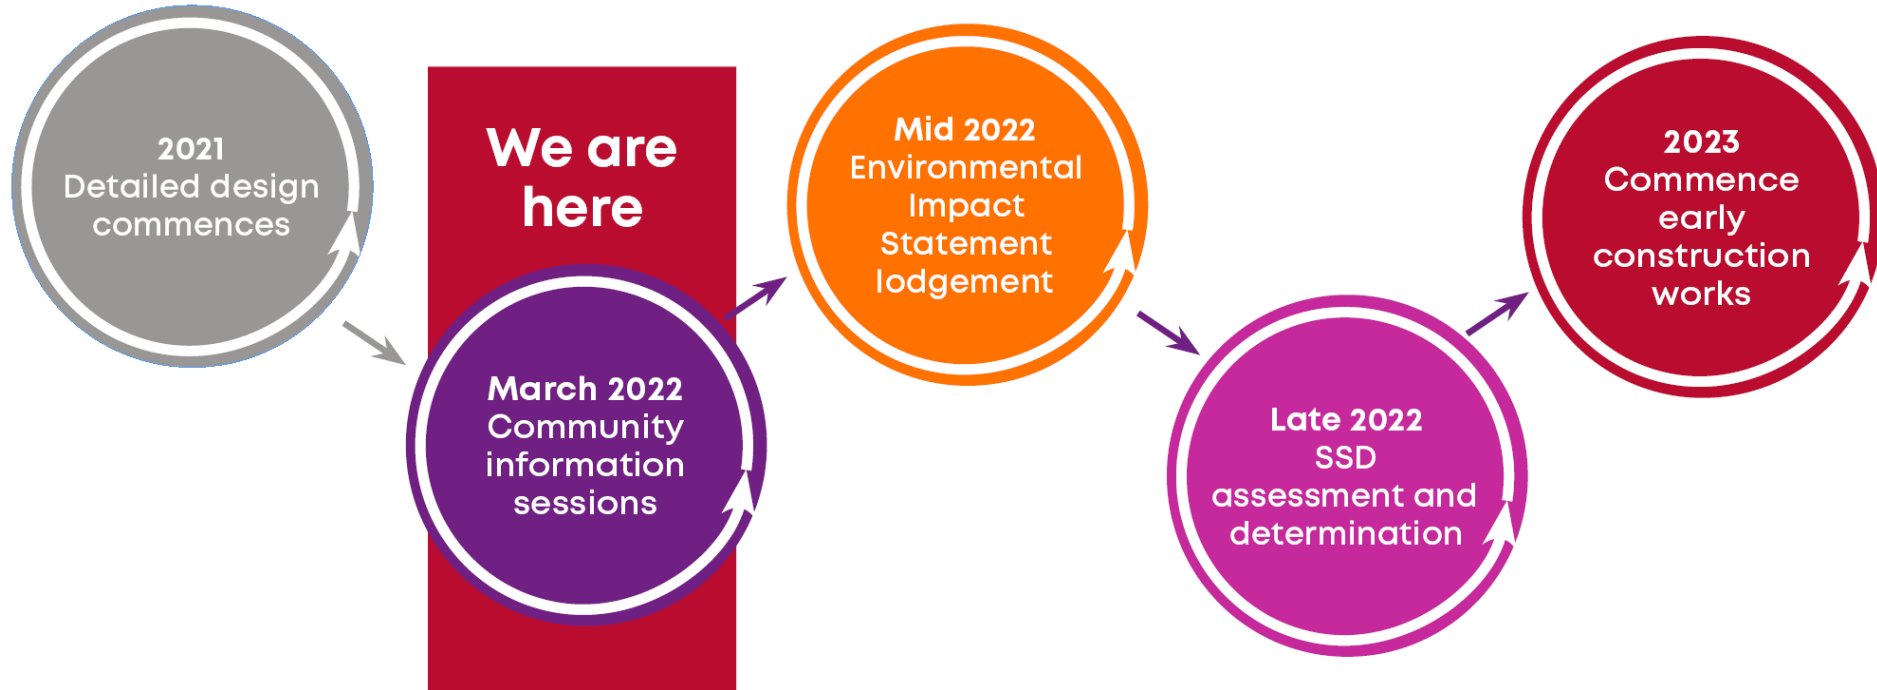 2021
Detailed design
commences
We are
here
March 2022
Community
information
sessions
Mid 2022
Environmental
Impact
Statement
lodgement
Late 2022
SSD
assessment and
determination
2023
Commence
early
construction
works